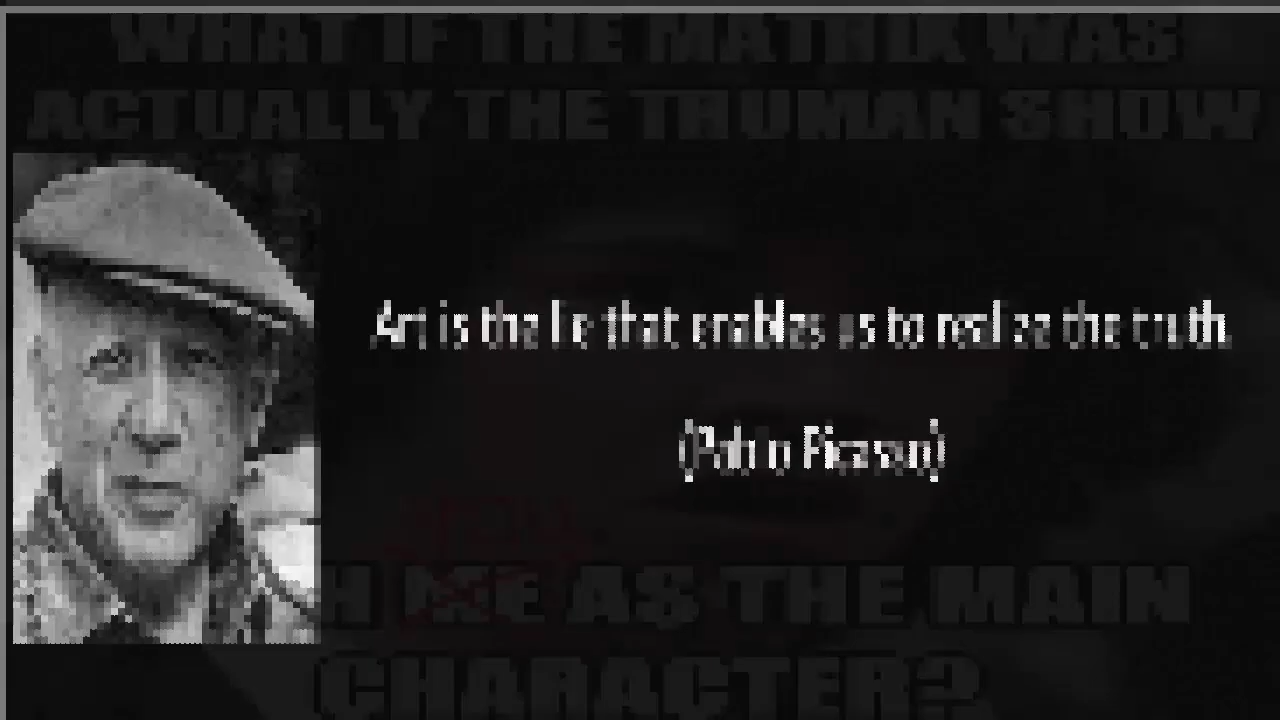 WHAT IF THE MATRIX WAS
ACTUALLY THE TRUMAN SHOW
Art is the lie that enables us to realize the truth.
(Pablo Picasso)
ME AS THE MAIN
CHARACTER?